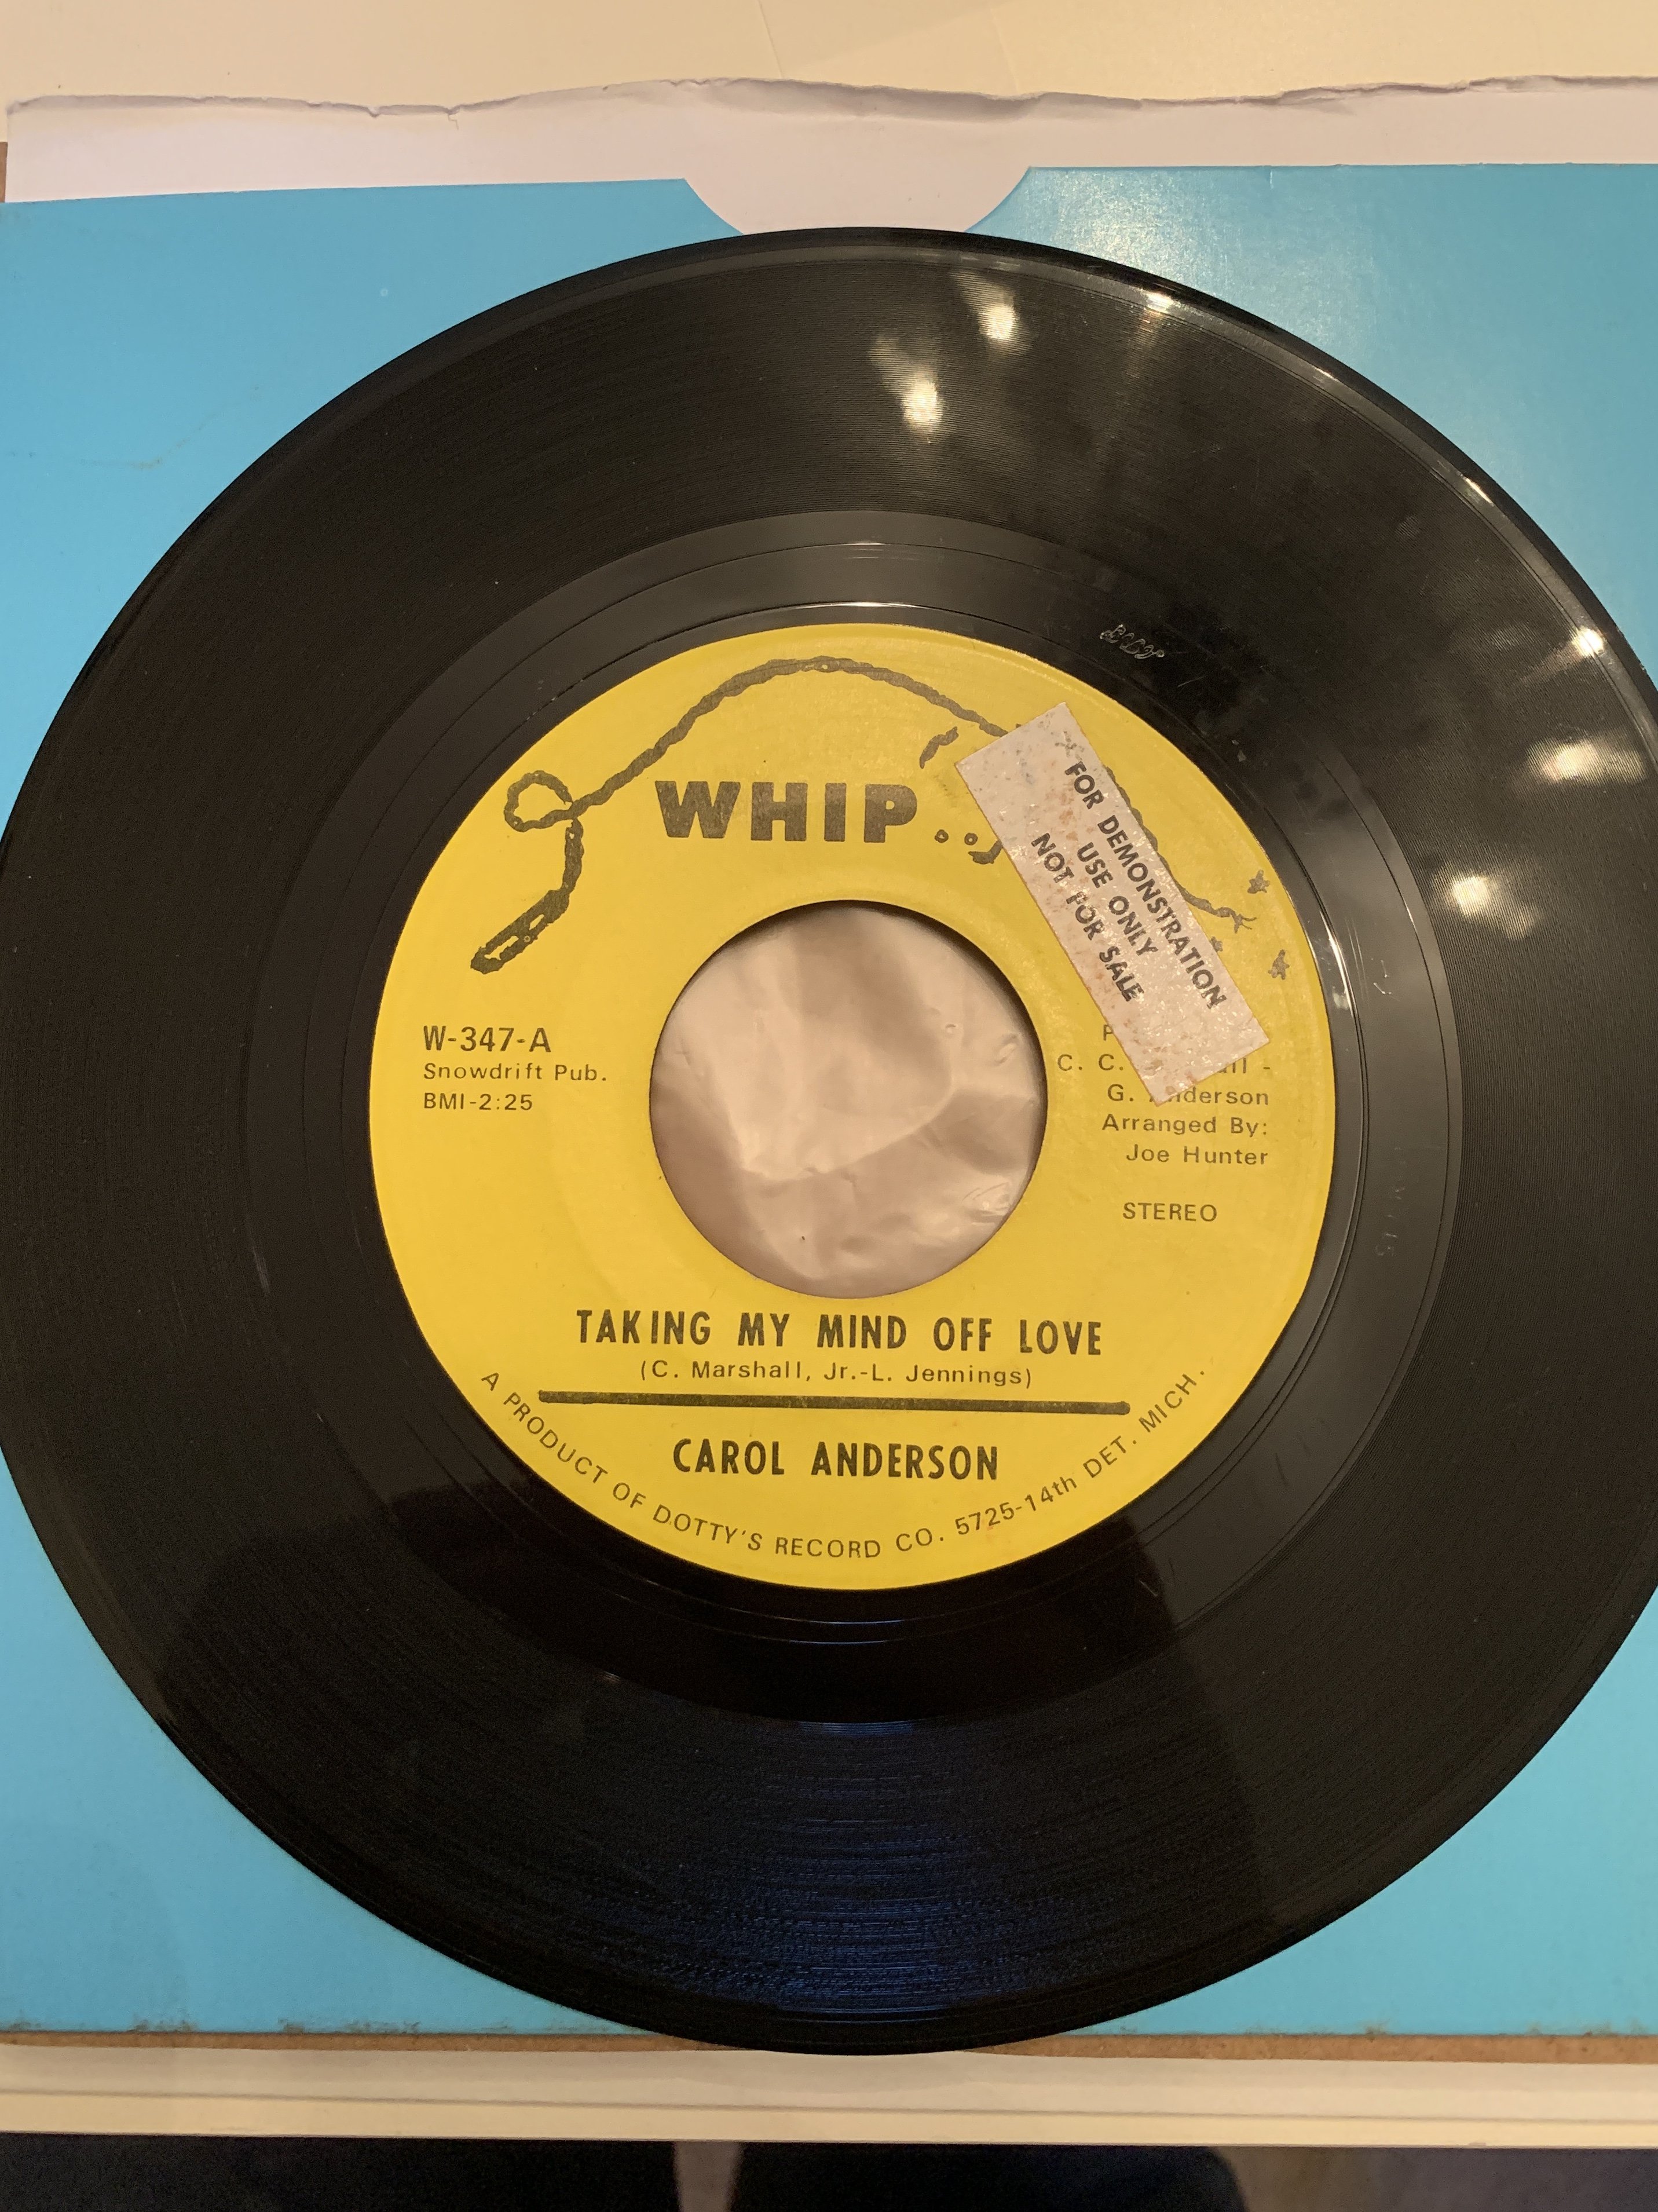 WHIP..
FOR DEMONSTRATION
USE ONLY
NOT FOR SALE
W-347-A
Snowdrift Pub.
BMI-2:25
C. C.
G.
Arranged By:
Joe Hunter
STEREO
TAKING MY MIND OFF LOVE
(C. Marshall, Jr.-L. Jennings)
CAROL ANDERSON
A PRODUCT OF DOTTY'S RECORD CO. 5725-14th DET. MICH.